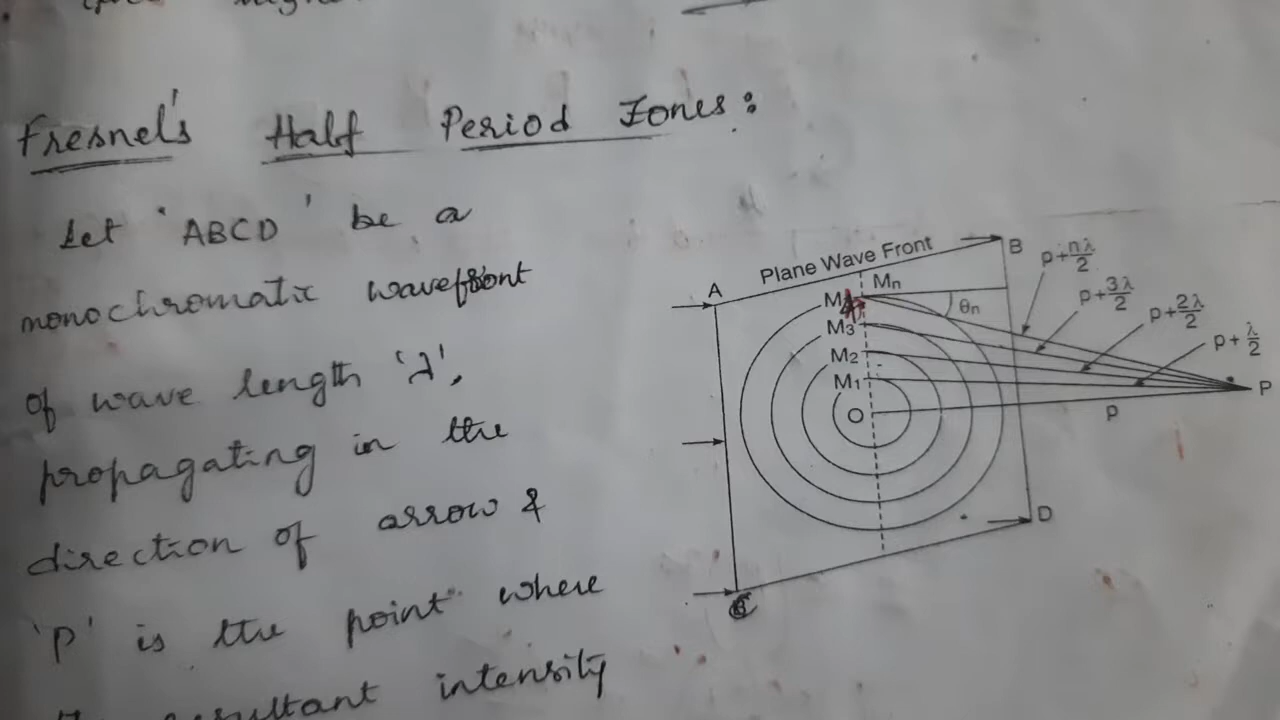 Fresnel's Half Period Zones:
Let 'ABCD' be a
monochromatic wavefront
of wave length 'λ',
propagating in the
direction of arrow &
'P' is the point where
resultant intensity
Plane Wave Front
A
B
Mn
θn
M3
M2
M1
O
p+nλ/2
p+3λ/2
p+2λ/2
p+λ/2
P
p
D